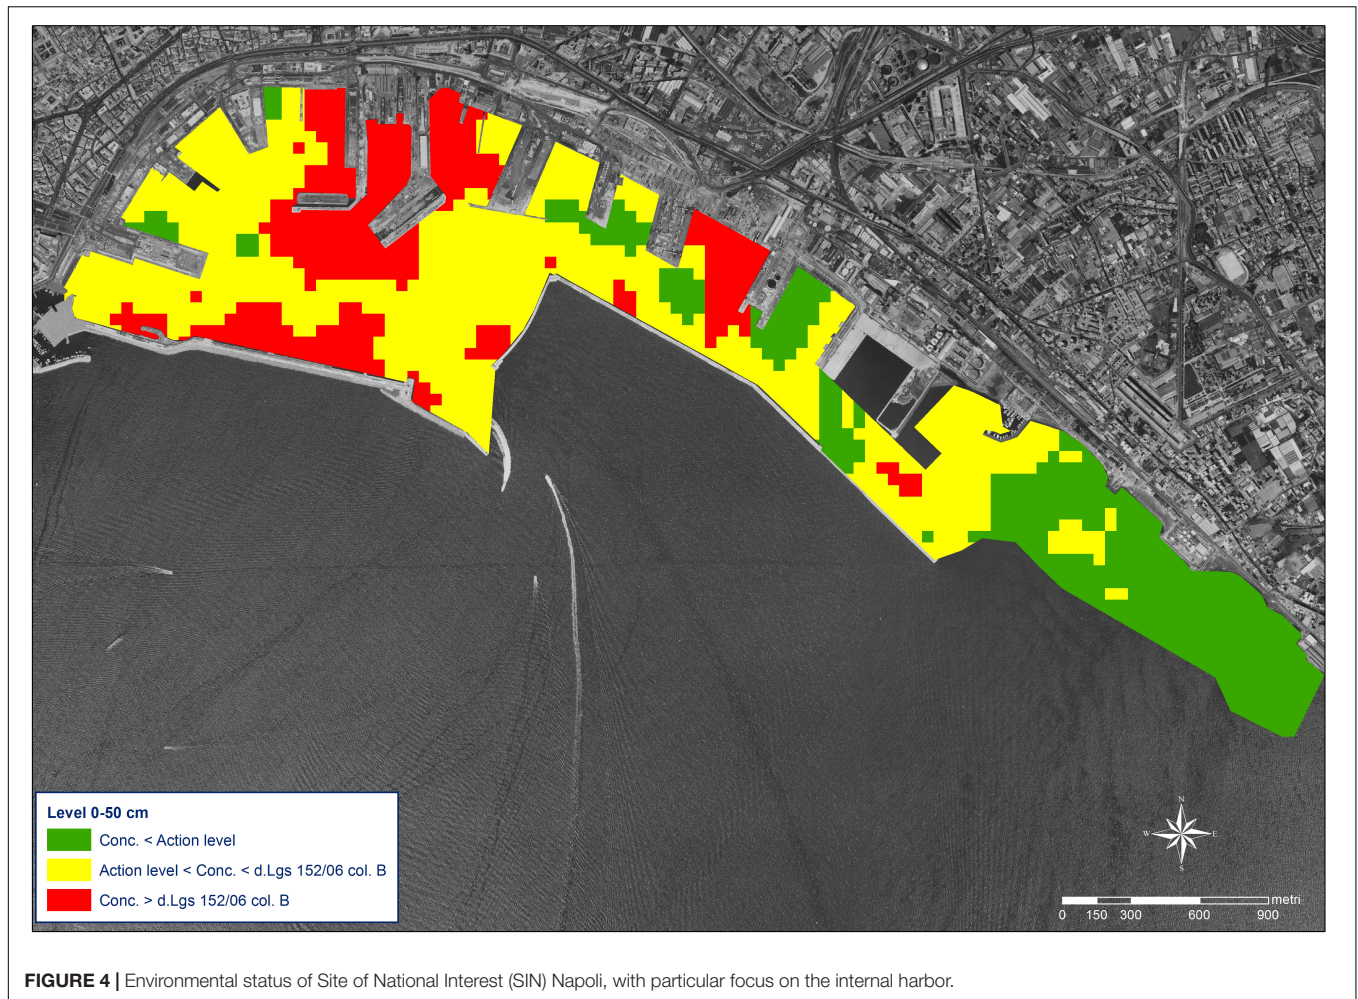 Level 0-50 cm
Conc. < Action level
Action level < Conc. < d.Lgs 152/06 col. B
Conc. > d.Lgs 152/06 col. B
N
W E
S
metri
0 150 300 600 900
FIGURE 4 | Environmental status of Site of National Interest (SIN) Napoli, with particular focus on the internal harbor.